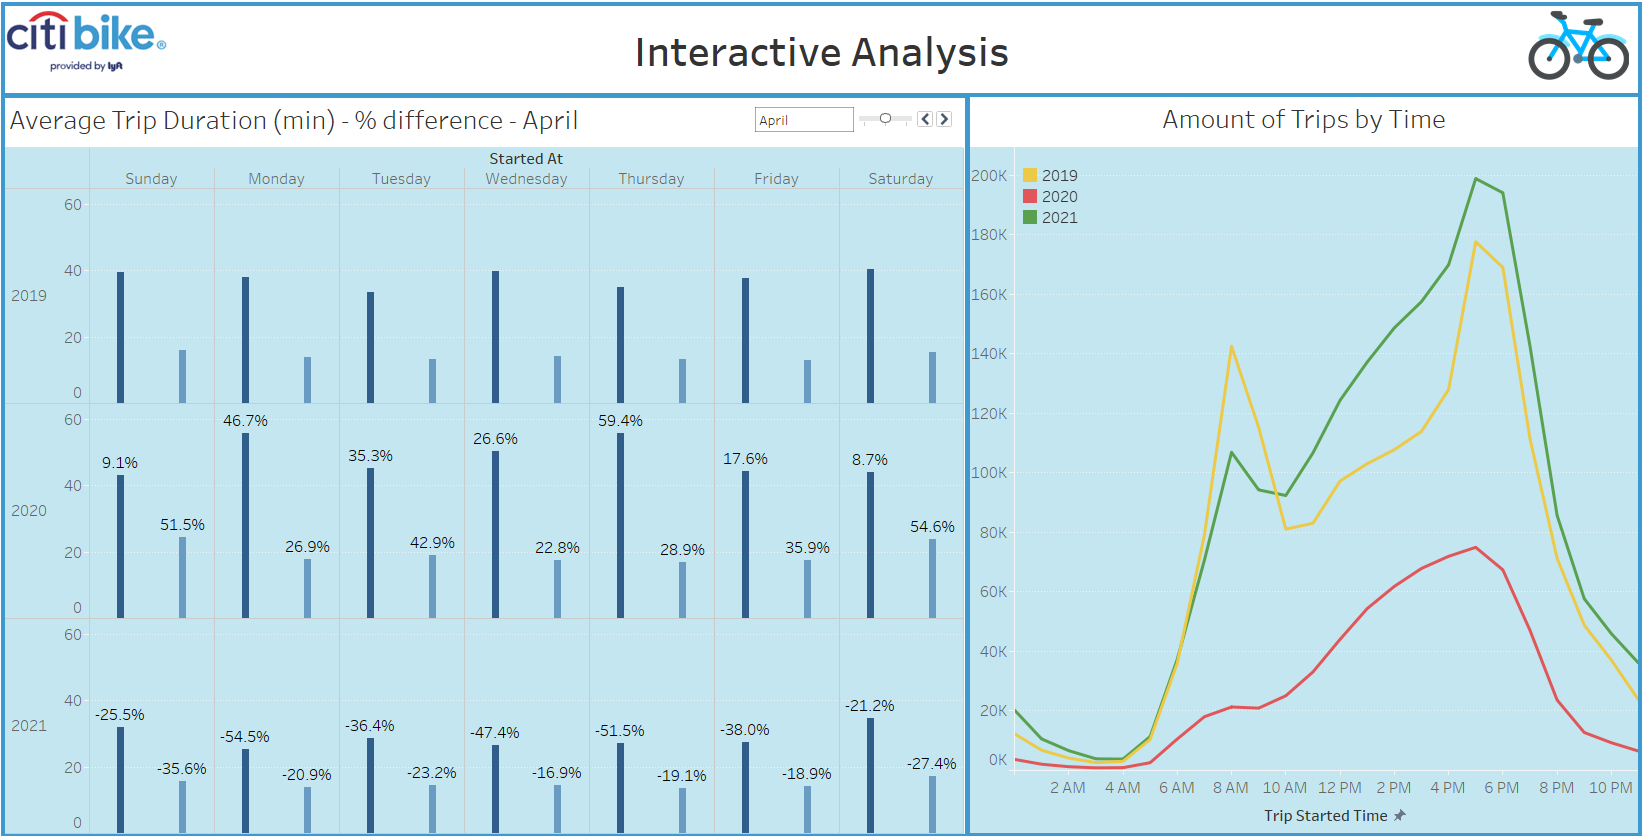 citi bike®
provided by lyft
Interactive Analysis
Average Trip Duration (min) - % difference - April
April
Started At
Sunday Monday Tuesday Wednesday Thursday Friday Saturday
2019
60
40
20
0
2020
60
40
20
0
9.1% 51.5% 46.7% 26.9% 35.3% 42.9% 26.6% 22.8% 59.4% 28.9% 17.6% 35.9% 8.7% 54.6%
2021
60
40
20
0
-25.5% -35.6% -54.5% -20.9% -36.4% -23.2% -47.4% -16.9% -51.5% -19.1% -38.0% -18.9% -21.2% -27.4%
Amount of Trips by Time
2019
2020
2021
200K
180K
160K
140K
120K
100K
80K
60K
40K
20K
0K
2 AM 4 AM 6 AM 8 AM 10 AM 12 PM 2 PM 4 PM 6 PM 8 PM 10 PM
Trip Started Time